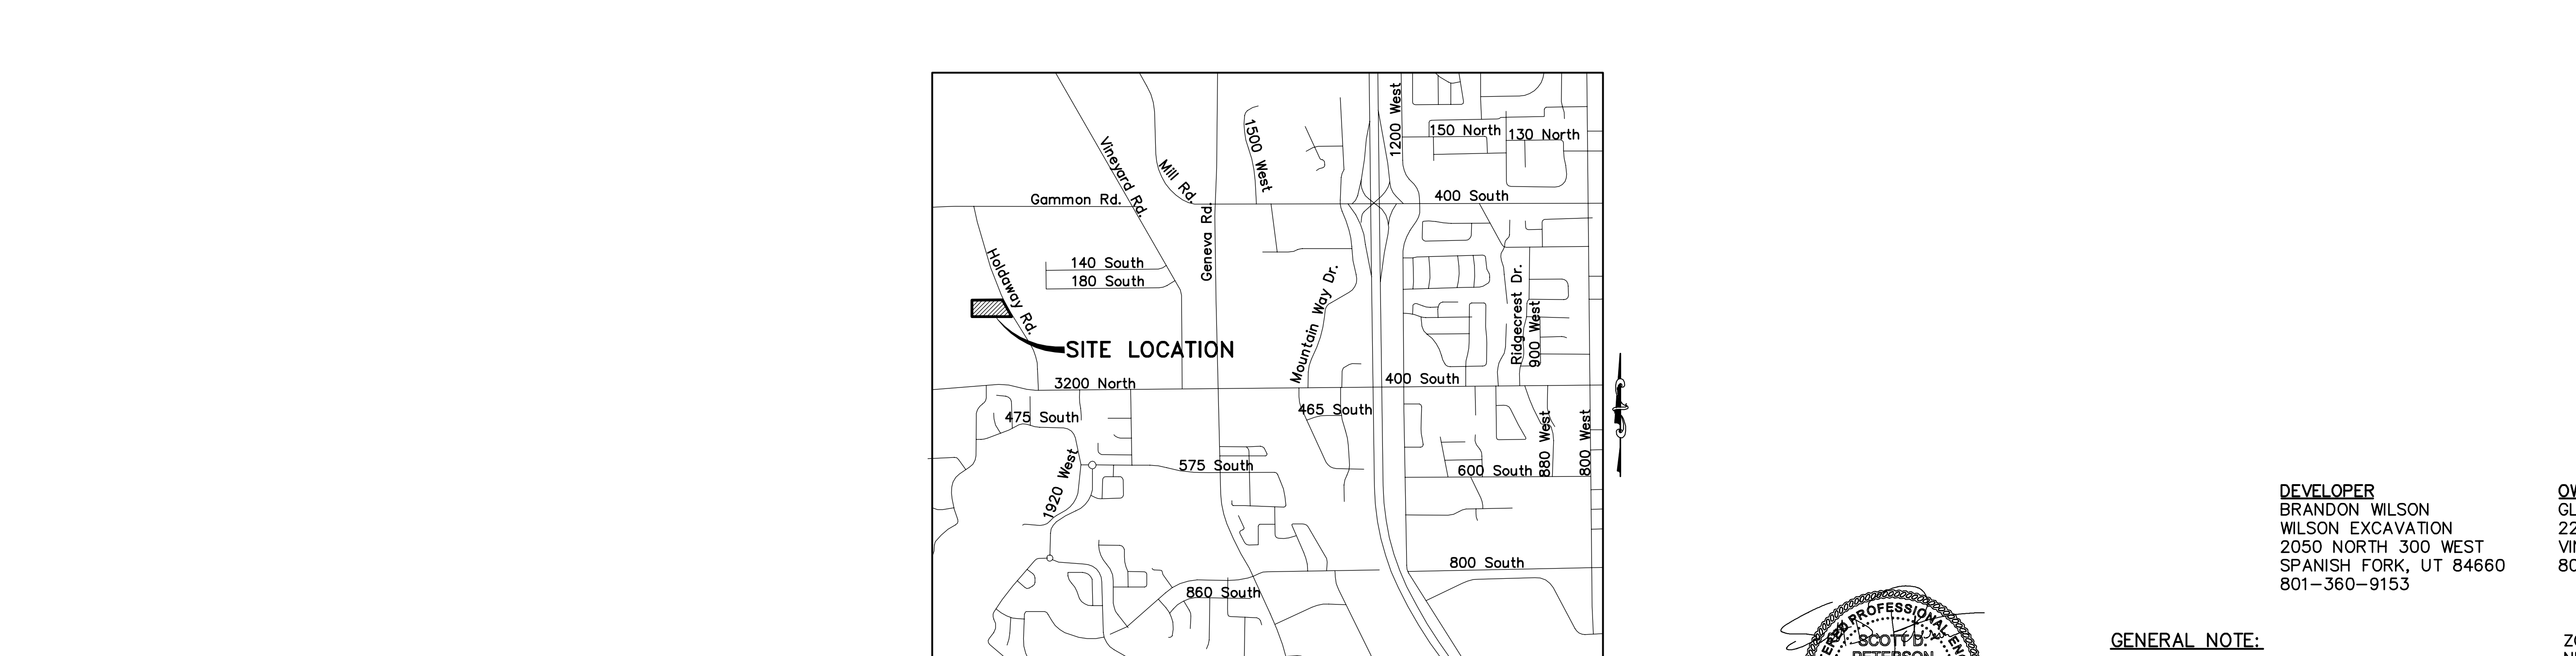 1200 West
150 North
130 North
1500 West
Vineyard Rd.
Mill Rd.
Gammon Rd.
400 South
Geneva Rd.
Holdaway Rd.
140 South
180 South
Mountain Way Dr.
Ridgecrest Dr.
900 West
SITE LOCATION
3200 North
400 South
475 South
465 South
880 West
800 West
1920 West
575 South
600 South
800 South
860 South
DEVELOPER
BRANDON WILSON
WILSON EXCAVATION
2050 NORTH 300 WEST
SPANISH FORK, UT 84660
801-360-9153
PROFESSIONAL
SCOTT D.
PETERSON
GENERAL NOTE: